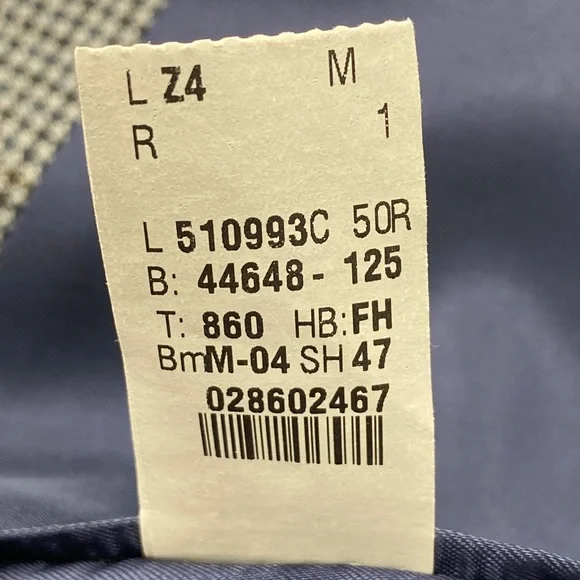 L Z4 M
R 1
L 510993C 50R
B: 44648- 125
T: 860 HB:FH
BmM-04 SH 47
028602467